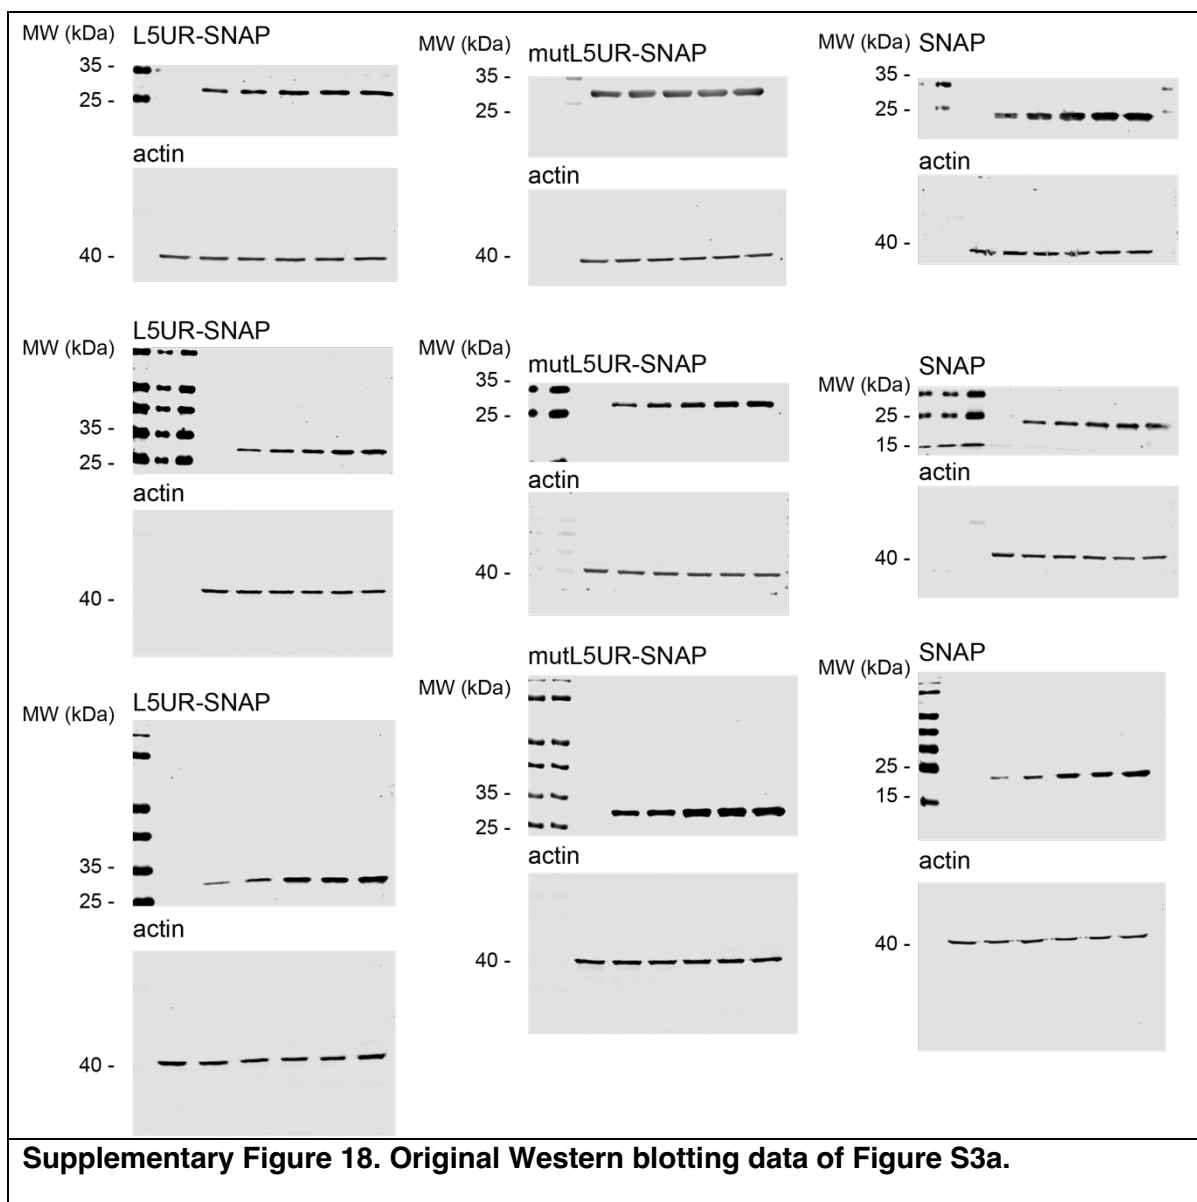 MW (kDa) L5UR-SNAP
35 -
25 -
actin
40 -
MW (kDa) mutL5UR-SNAP
35 -
25 -
actin
40 -
MW (kDa) SNAP
35 -
25 -
actin
40 -
L5UR-SNAP
MW (kDa)
35 -
25 -
actin
40 -
MW (kDa) mutL5UR-SNAP
35 -
25 -
actin
40 -
SNAP
MW (kDa)
25 -
15 -
actin
40 -
L5UR-SNAP
MW (kDa)
35 -
25 -
actin
40 -
mutL5UR-SNAP
MW (kDa)
35 -
25 -
actin
40 -
MW (kDa) SNAP
25 -
15 -
actin
40 -
Supplementary Figure 18. Original Western blotting data of Figure S3a.